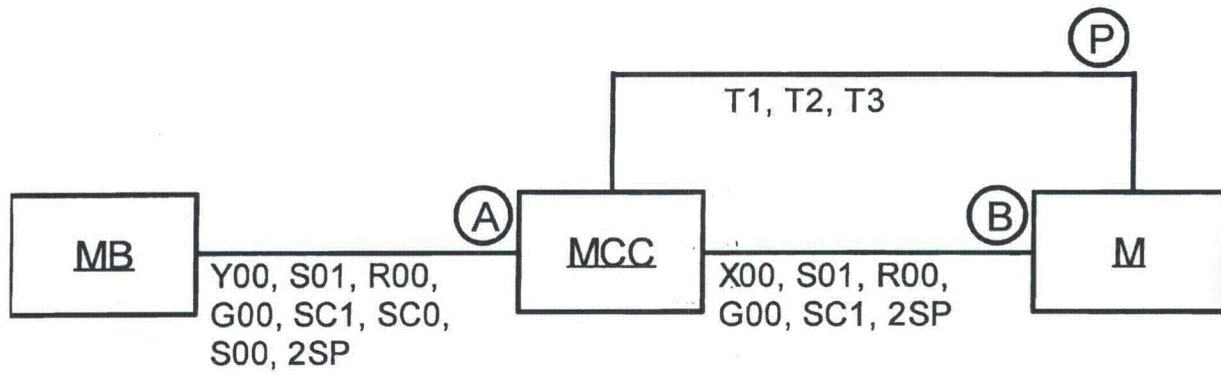 P
T1, T2, T3
A
B
MB
MCC
M
Y00, S01, R00,
G00, SC1, SC0,
S00, 2SP
X00, S01, R00,
G00, SC1, 2SP